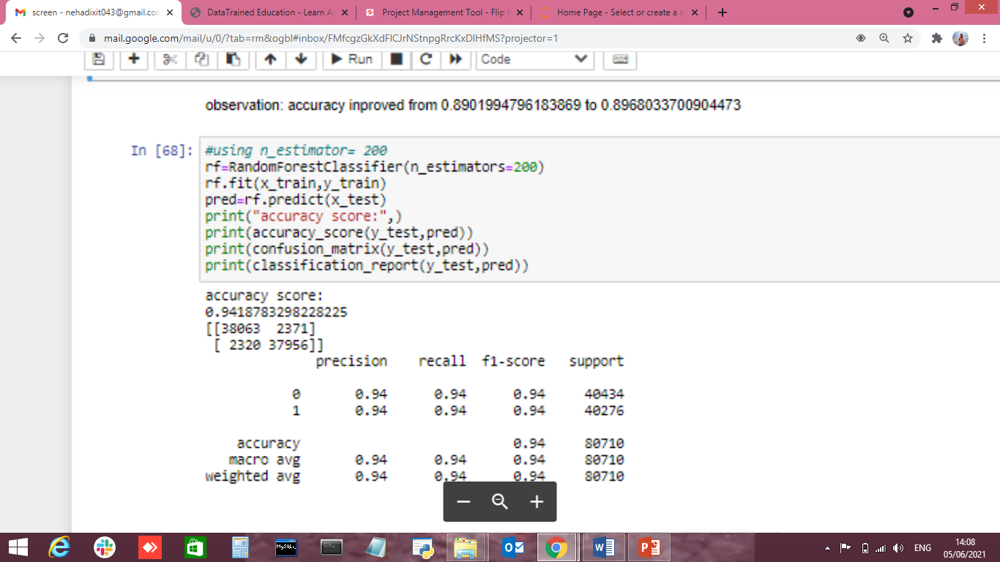 screen - nehadixit043@gmail.con
DataTrained Education - Learn A
Project Management Tool - Flip
Home Page - Select or create a n
mail.google.com/mail/u/0/?tab=rm&ogbl#inbox/FMfcgzGkXdFlCJrNStnpgRrcKxDlHfMS?projector=1
Run
Code
observation: accuracy inproved from 0.8901994796183869 to 0.8968033700904473
In [68]: #using n_estimator= 200
rf=RandomForestClassifier(n_estimators=200)
rf.fit(x_train,y_train)
pred=rf.predict(x_test)
print("accuracy score:",)
print(accuracy_score(y_test,pred))
print(confusion_matrix(y_test,pred))
print(classification_report(y_test,pred))
accuracy score:
0.9418783298228225
[[38063 2371]
[ 2320 37956]]
precision recall f1-score support
0 0.94 0.94 0.94 40434
1 0.94 0.94 0.94 40276
accuracy 0.94 80710
macro avg 0.94 0.94 0.94 80710
weighted avg 0.94 0.94 0.94 80710
MySQL
ENG
14:08
05/06/2021